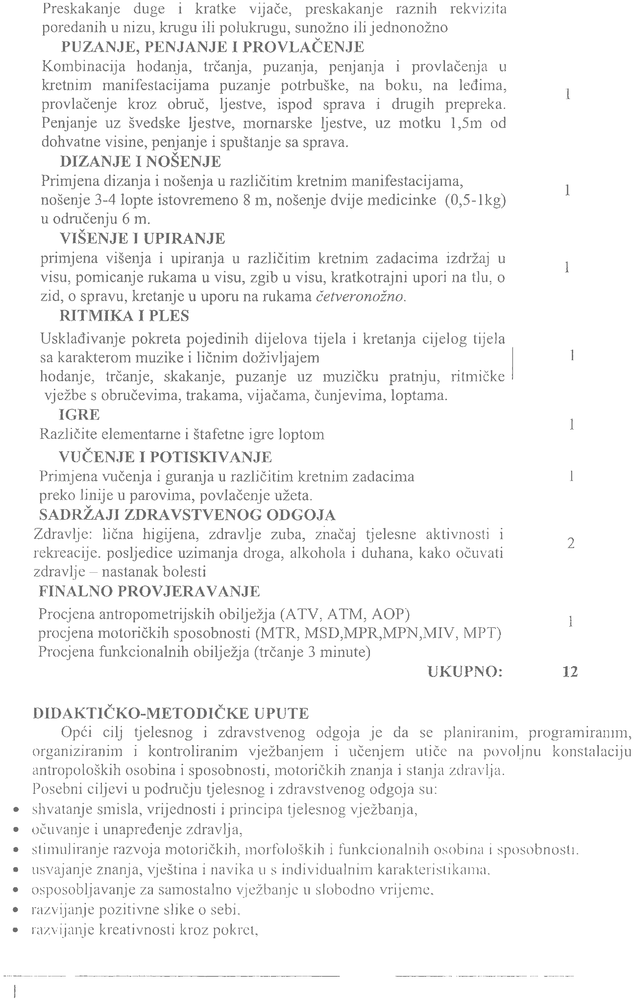 Preskakanje duge i kratke vijače, preskakanje raznih rekvizita
poredanih u nizu, krugu ili polukrugu, sunožno ili jednonožno
PUZANJE, PENJANJE I PROVLAČENJE
Kombinacija hodanja, trčanja, puzanja, penjanja i provlačenja u
kretnim manifestacijama puzanje potrbuške, na boku, na leđima,
1
provlačenje kroz obruč, ljestve, ispod sprava i drugih prepreka.
Penjanje uz švedske ljestve, mornarske ljestve, uz motku 1,5m od
dohvatne visine, penjanje i spuštanje sa sprava.
DIZANJE I NOŠENJE
Primjena dizanja i nošenja u različitim kretnim manifestacijama,
1
nošenje 3-4 lopte istovremeno 8 m, nošenje dvije medicinke (0,5-1kg)
u odručenju 6 m.
VIŠENJE I UPIRANJE
primjena višenja i upiranja u različitim kretnim zadacima izdržaj u
1
visu, pomicanje rukama u visu, zgib u visu, kratkotrajni upori na tlu, o
zid, o spravu, kretanje u uporu na rukama četveronožno.
RITMIKA I PLES
Usklađivanje pokreta pojedinih dijelova tijela i kretanja cijelog tijela
sa karakterom muzike i ličnim doživljajem 1
hodanje, trčanje, skakanje, puzanje uz muzičku pratnju, ritmičke
vježbe s obručevima, trakama, vijačama, čunjevima, loptama.
IGRE
1
Različite elementarne i štafetne igre loptom
VUČENJE I POTISKIVANJE
Primjena vučenja i guranja u različitim kretnim zadacima 1
preko linije u parovima, povlačenje užeta.
SADRŽAJI ZDRAVSTVENOG ODGOJA
Zdravlje: lična higijena, zdravlje zuba, značaj tjelesne aktivnosti i
2
rekreacije. posljedice uzimanja droga, alkohola i duhana, kako očuvati
zdravlje – nastanak bolesti
FINALNO PROVJERAVANJE
Procjena antropometrijskih obilježja (ATV, ATM, AOP)
1
procjena motoričkih sposobnosti (MTR, MSD,MPR,MPN,MIV, MPT)
Procjena funkcionalnih obilježja (trčanje 3 minute)
UKUPNO: 12
DIDAKTIČKO-METODIČKE UPUTE
Opći cilj tjelesnog i zdravstvenog odgoja je da se planiranim, programiranim,
organiziranim i kontroliranim vježbanjem i učenjem utiče na povoljnu konstalaciju
antropoloških osobina i sposobnosti, motoričkih znanja i stanja zdravlja.
Posebni ciljevi u području tjelesnog i zdravstvenog odgoja su:
• shvatanje smisla, vrijednosti i principa tjelesnog vježbanja,
• očuvanje i unapređenje zdravlja,
• stimuliranje razvoja motoričkih, morfoloških i funkcionalnih osobina i sposobnosti.
• usvajanje znanja, vještina i navika u s individualnim karakteristikama.
• osposobljavanje za samostalno vježbanje u slobodno vrijeme.
• razvijanje pozitivne slike o sebi.
• razvijanje kreativnosti kroz pokret,